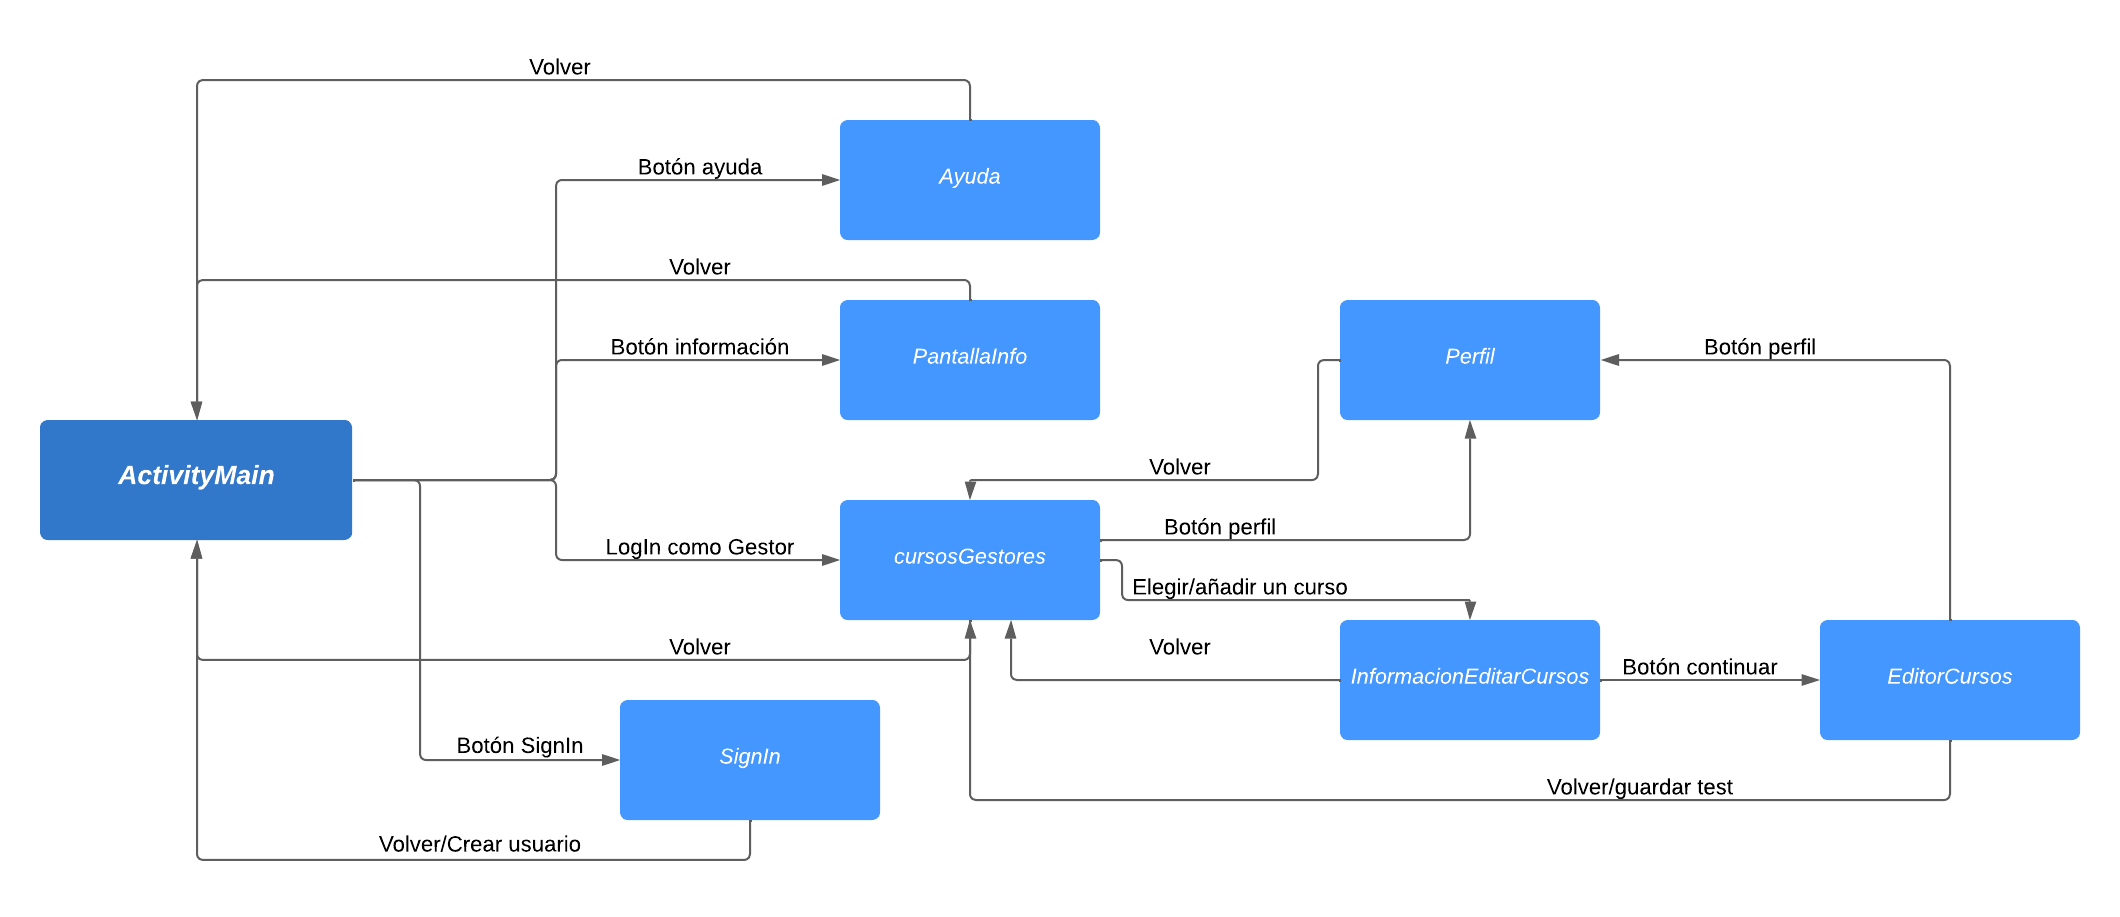 Volver
Botón ayuda
Ayuda
Volver
Botón información
PantallaInfo
Perfil
Botón perfil
ActivityMain
Volver
Botón perfil
LogIn como Gestor
cursosGestores
Elegir/añadir un curso
Volver
Volver
InformacionEditarCursos
Botón continuar
EditorCursos
Botón SignIn
SignIn
Volver/guardar test
Volver/Crear usuario